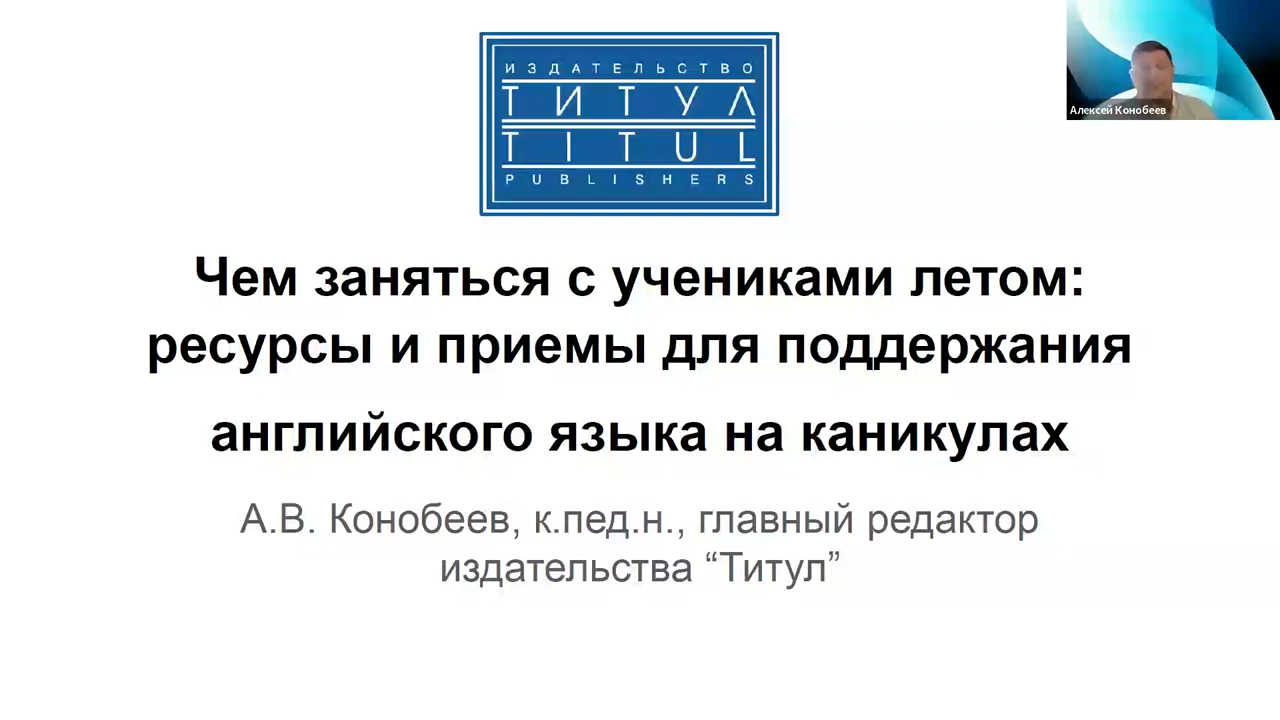 ИЗДАТЕЛЬСТВО
ТИТУЛ
TITUL
PUBLISHERS
Алексей Конобеев
Чем заняться с учениками летом:
ресурсы и приемы для поддержания
английского языка на каникулах
А.В. Конобеев, к.пед.н., главный редактор
издательства “Титул”